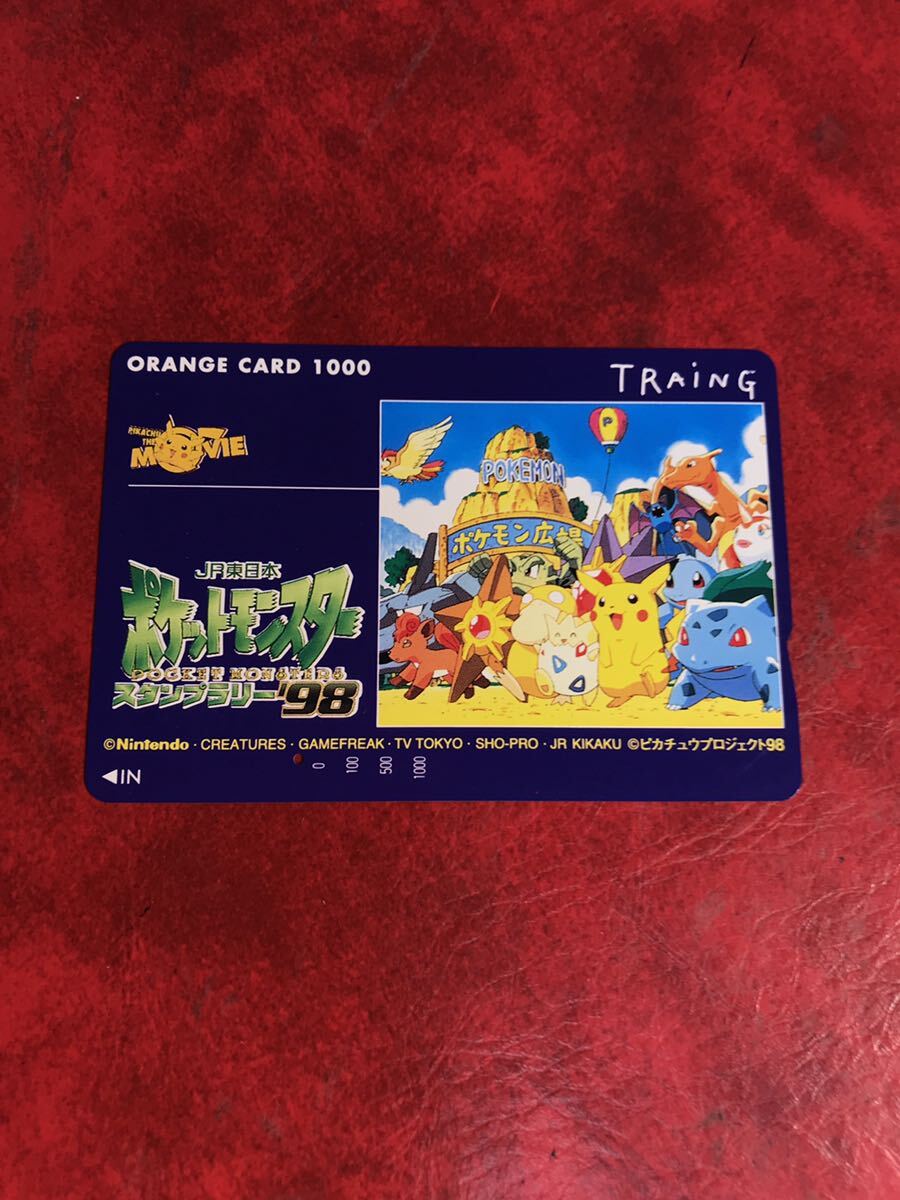 ORANGE CARD 1000
TRAiNG
PIKACHU
THE
MOVIE
POKEMON
P
ポケモン広場
JR東日本
ポケットモンスター
POCKET MONSTERS
スタンプラリー'98
©Nintendo・CREATURES・GAMEFREAK・TV TOKYO・SHO-PRO・JR KIKAKU ©ピカチュウプロジェクト98
◀IN
0 100 500 1000